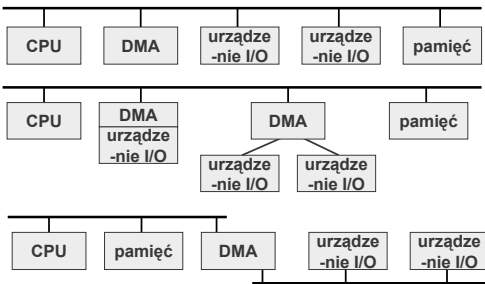 CPU
DMA
urządze
-nie I/O
urządze
-nie I/O
pamięć
CPU
DMA
urządze
-nie I/O
DMA
pamięć
urządze
-nie I/O
urządze
-nie I/O
CPU
pamięć
DMA
urządze
-nie I/O
urządze
-nie I/O